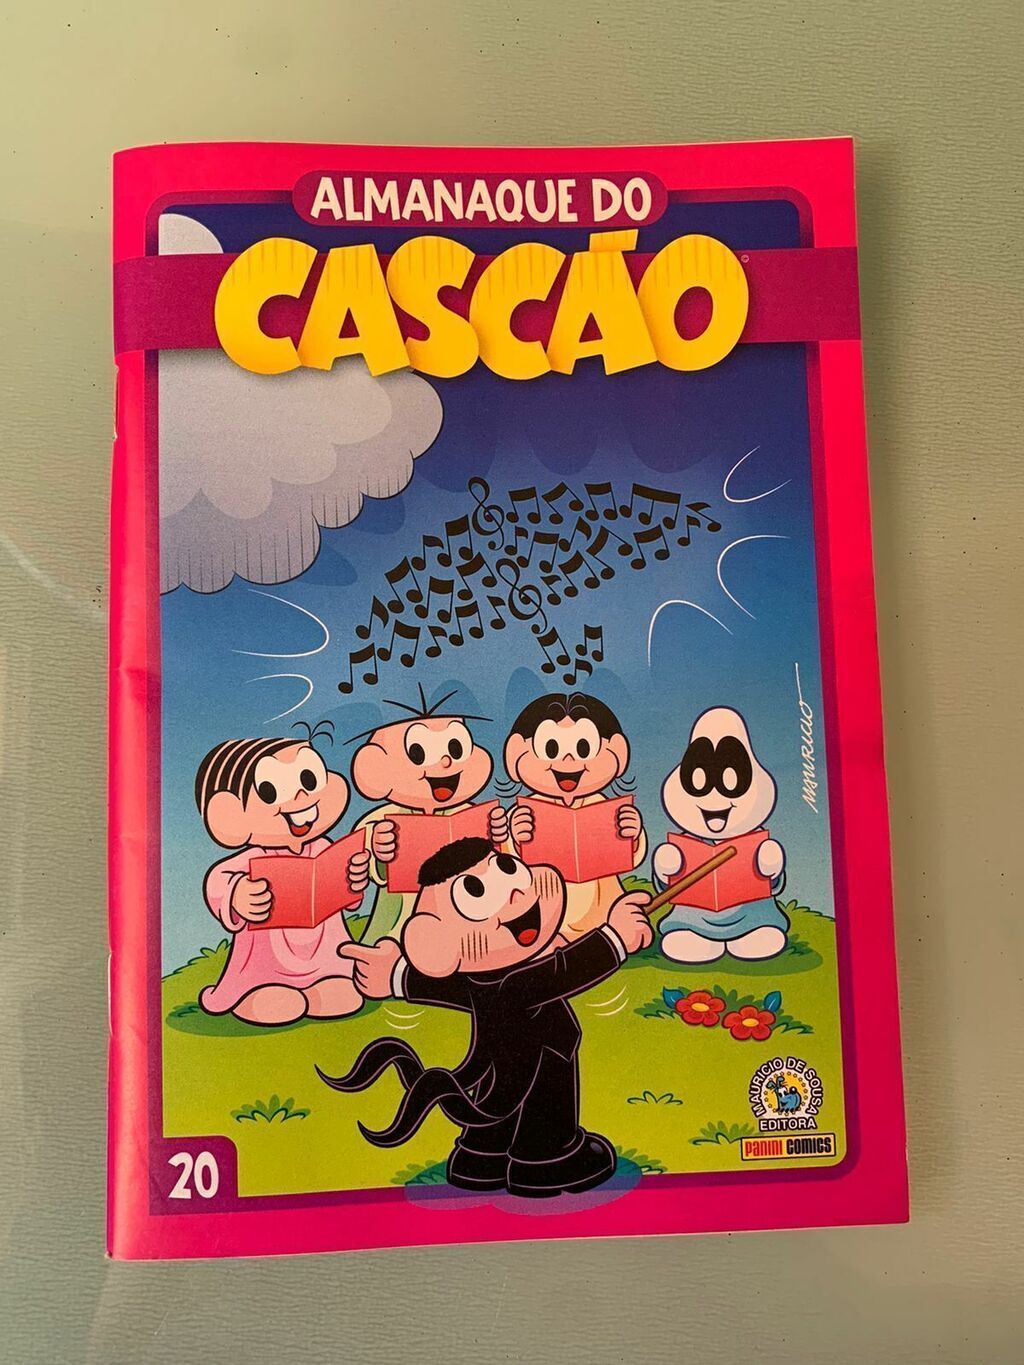 ALMANAQUE DO
CASCÃO
©
MAURICIO
MAURICIO DE SOUSA
EDITORA
PANINI COMICS
20